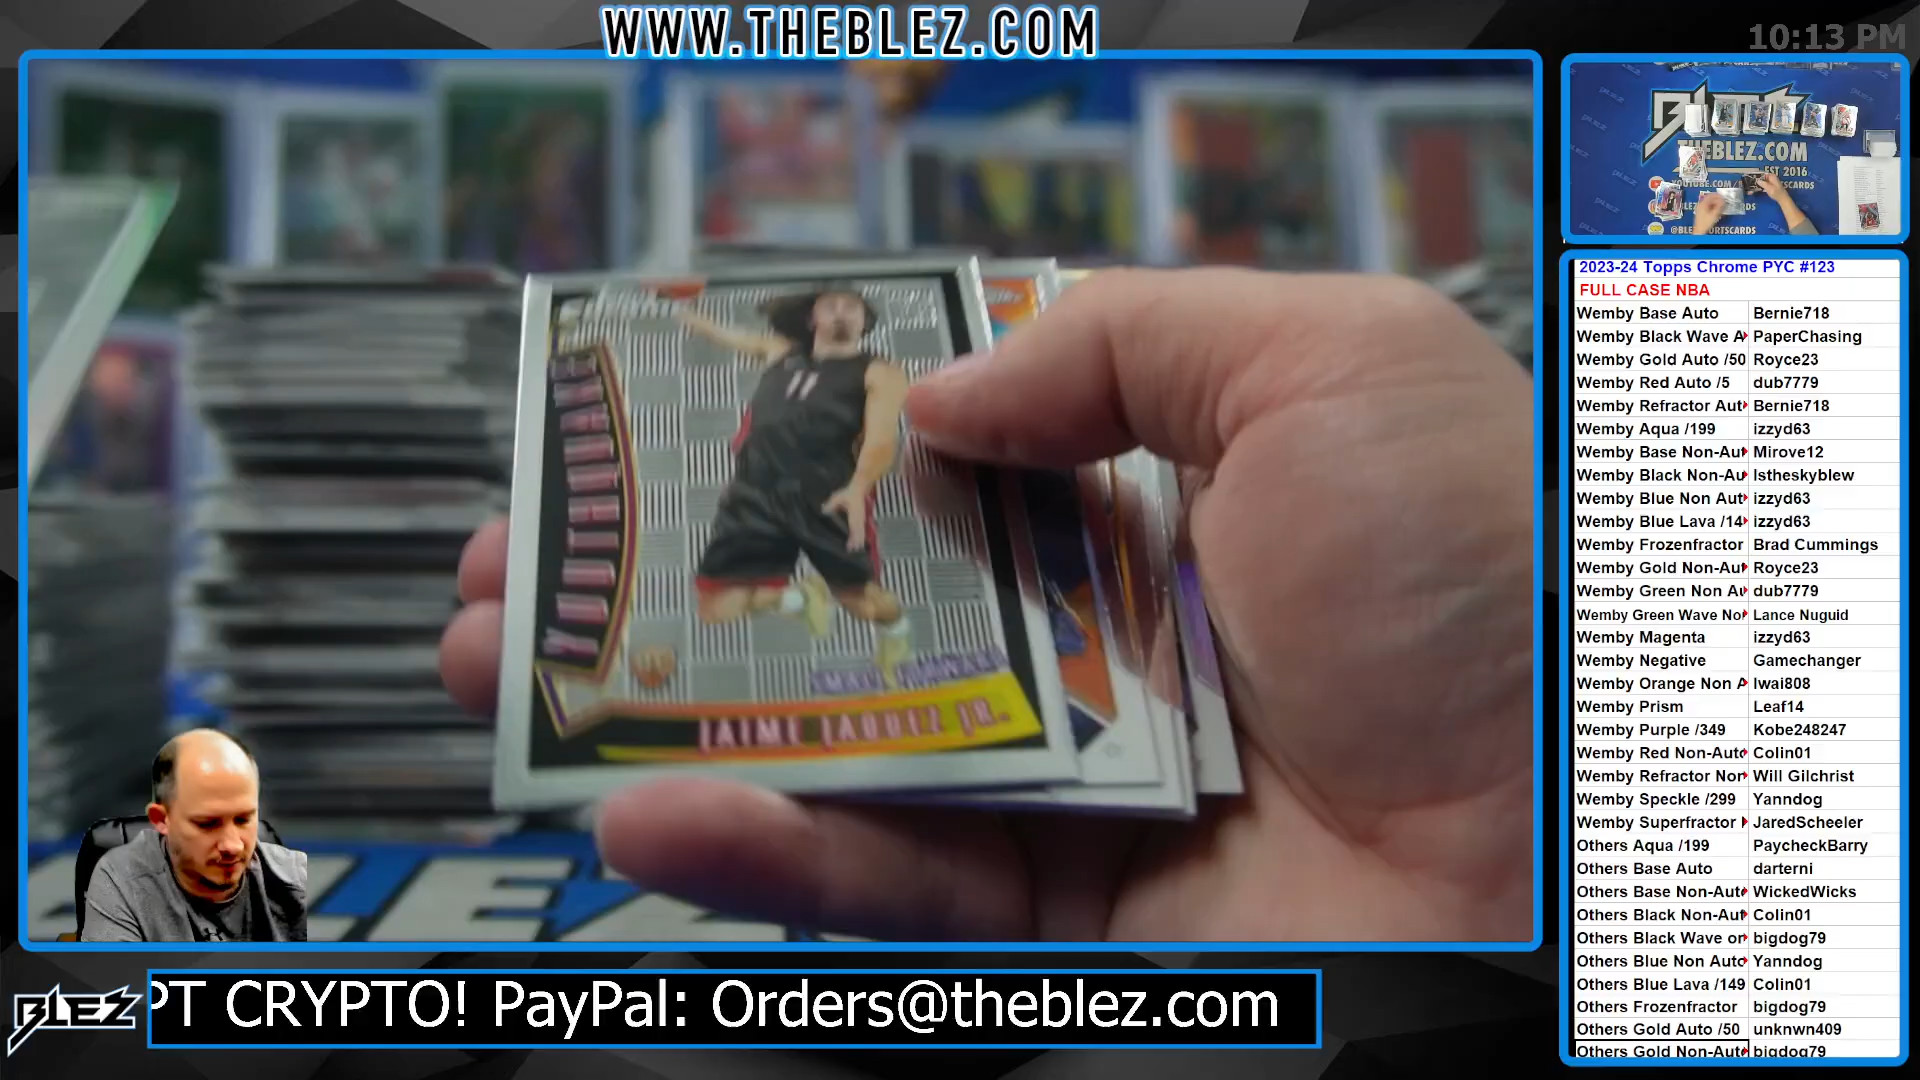 WWW.THEBLEZ.COM
10:13 PM
BLEZ
THEBLEZ.COM
EST 2016
YOUTHQUAKE
11
JAIME JAQUEZ JR.
2023-24 Topps Chrome PYC #123
FULL CASE NBA
Wemby Base Auto Bernie718
Wemby Black Wave A PaperChasing
Wemby Gold Auto /50 Royce23
Wemby Red Auto /5 dub7779
Wemby Refractor Aut Bernie718
Wemby Aqua /199 izzyd63
Wemby Base Non-Aut Mirove12
Wemby Black Non-Au Istheskyblew
Wemby Blue Non Aut izzyd63
Wemby Blue Lava /14 izzyd63
Wemby Frozenfractor Brad Cummings
Wemby Gold Non-Au Royce23
Wemby Green Non Au dub7779
Wemby Green Wave No Lance Nuguid
Wemby Magenta izzyd63
Wemby Negative Gamechanger
Wemby Orange Non A Iwai808
Wemby Prism Leaf14
Wemby Purple /349 Kobe248247
Wemby Red Non-Auto Colin01
Wemby Refractor Non Will Gilchrist
Wemby Speckle /299 Yanndog
Wemby Superfractor JaredScheeler
Others Aqua /199 PaycheckBarry
Others Base Auto darterni
Others Base Non-Auto WickedWicks
Others Black Non-Aut Colin01
Others Black Wave or bigdog79
Others Blue Non Auto Yanndog
Others Blue Lava /149 Colin01
Others Frozenfractor bigdog79
Others Gold Auto /50 unknwn409
Others Gold Non-Auto bigdog79
BLEZ
PT CRYPTO! PayPal: Orders@theblez.com